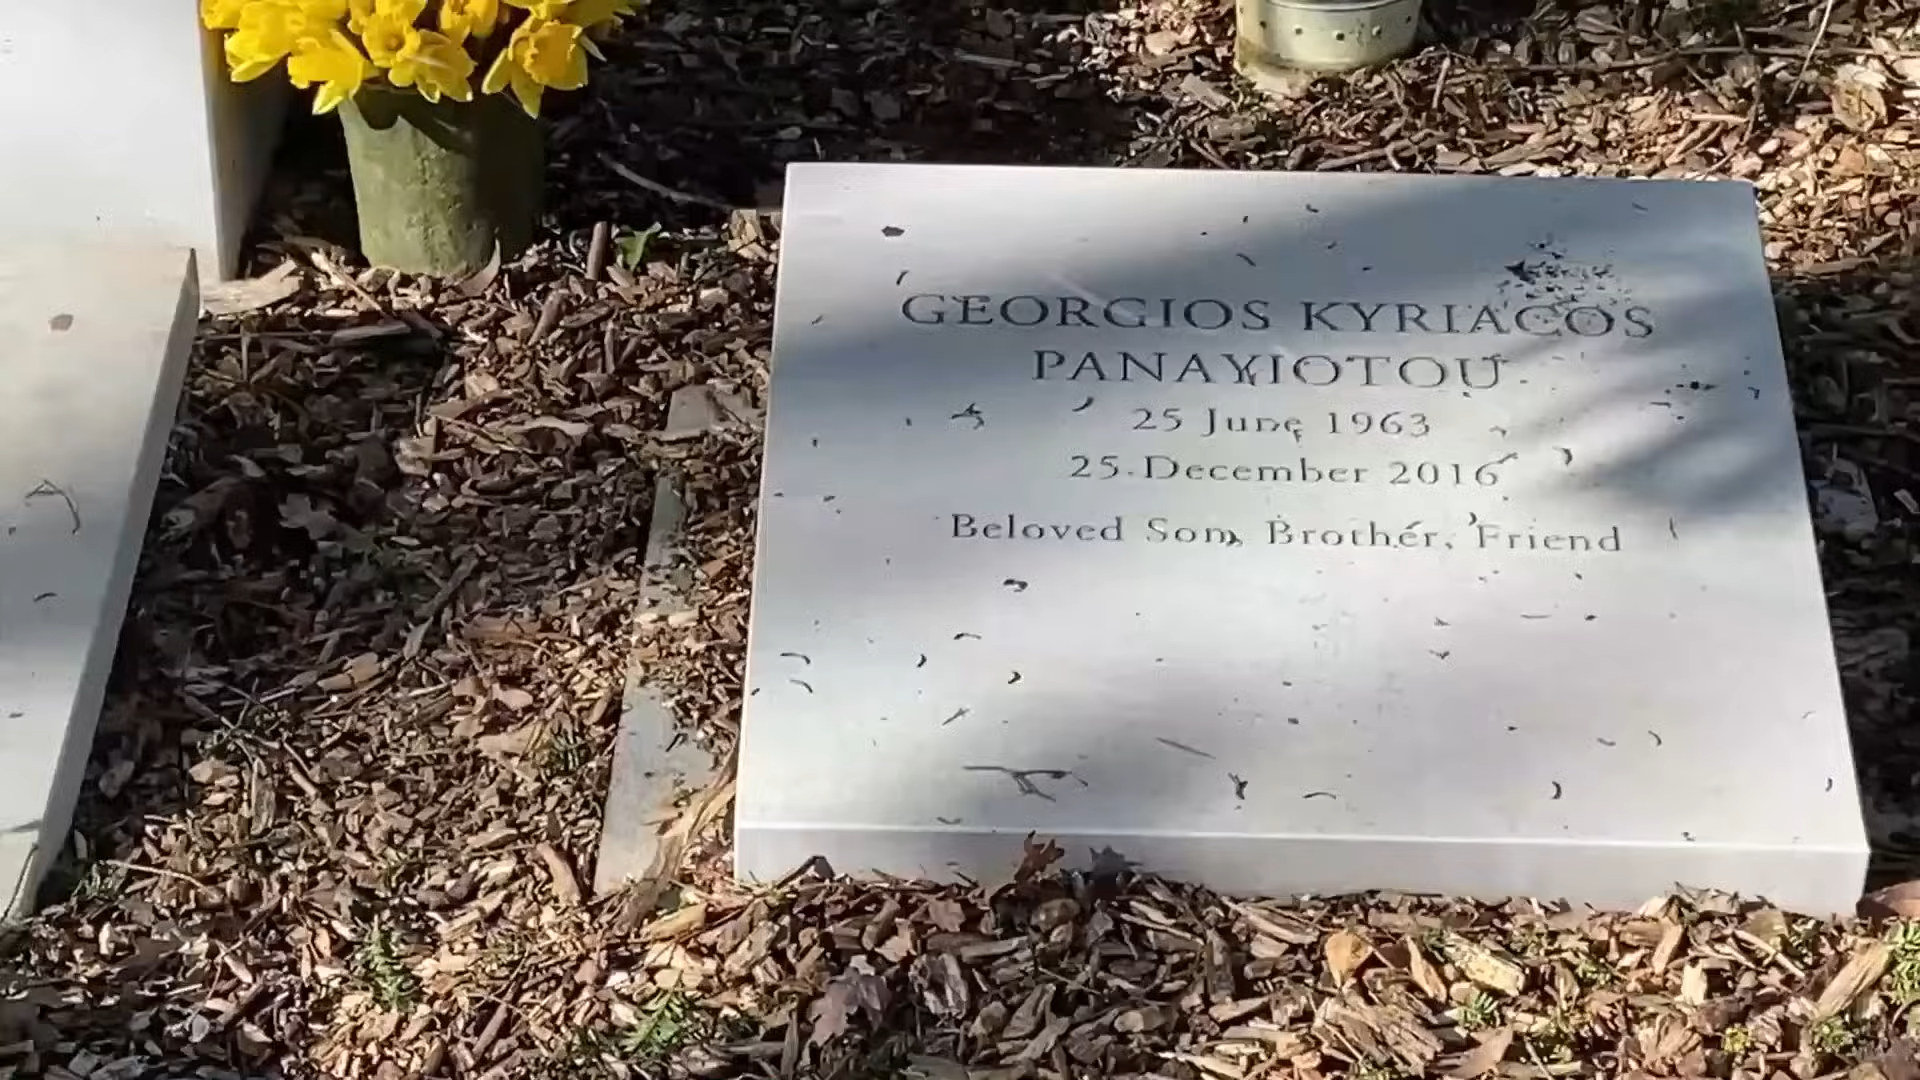 GEORGIOS KYRIACOS
PANAYIOTOU
25 June 1963
25 December 2016
Beloved Son, Brother, Friend